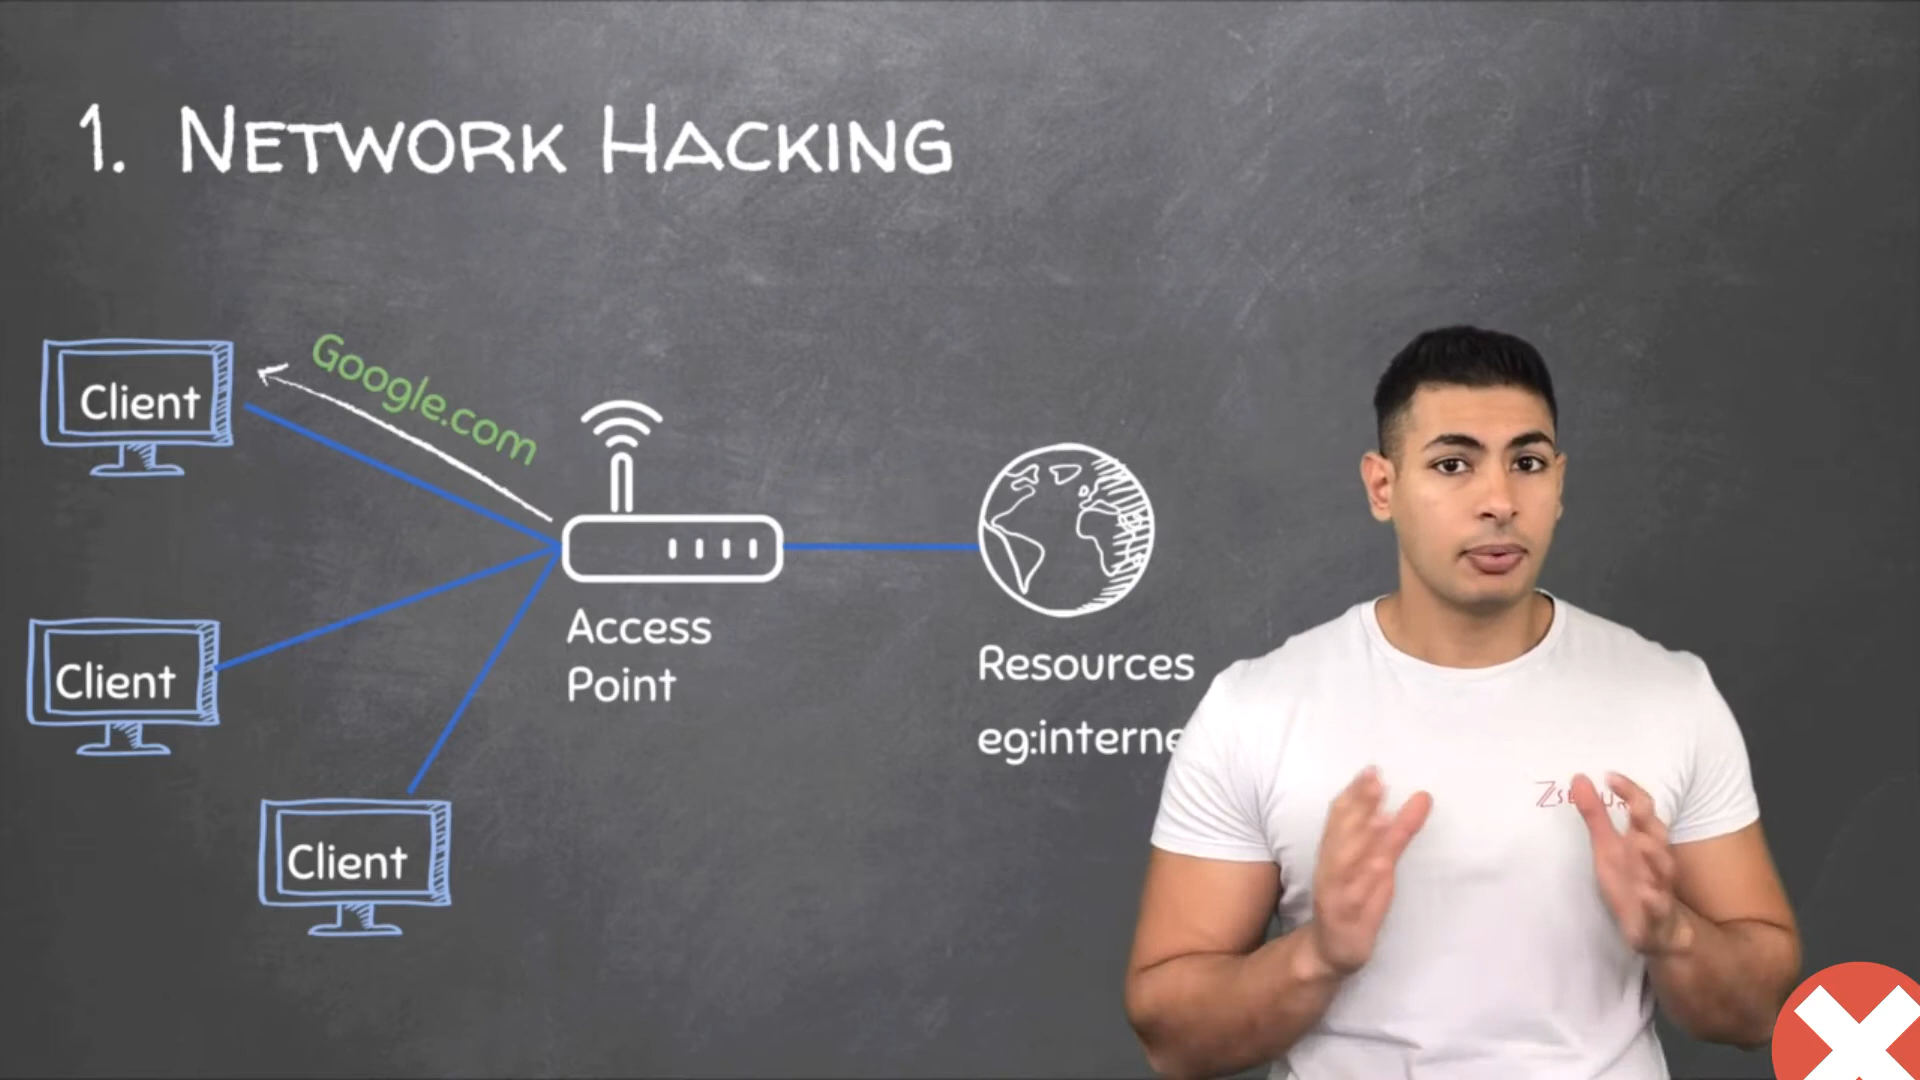 1. NETWORK HACKING
Google.com
Client
Client
Client
Access
Point
Resources
eg:interne